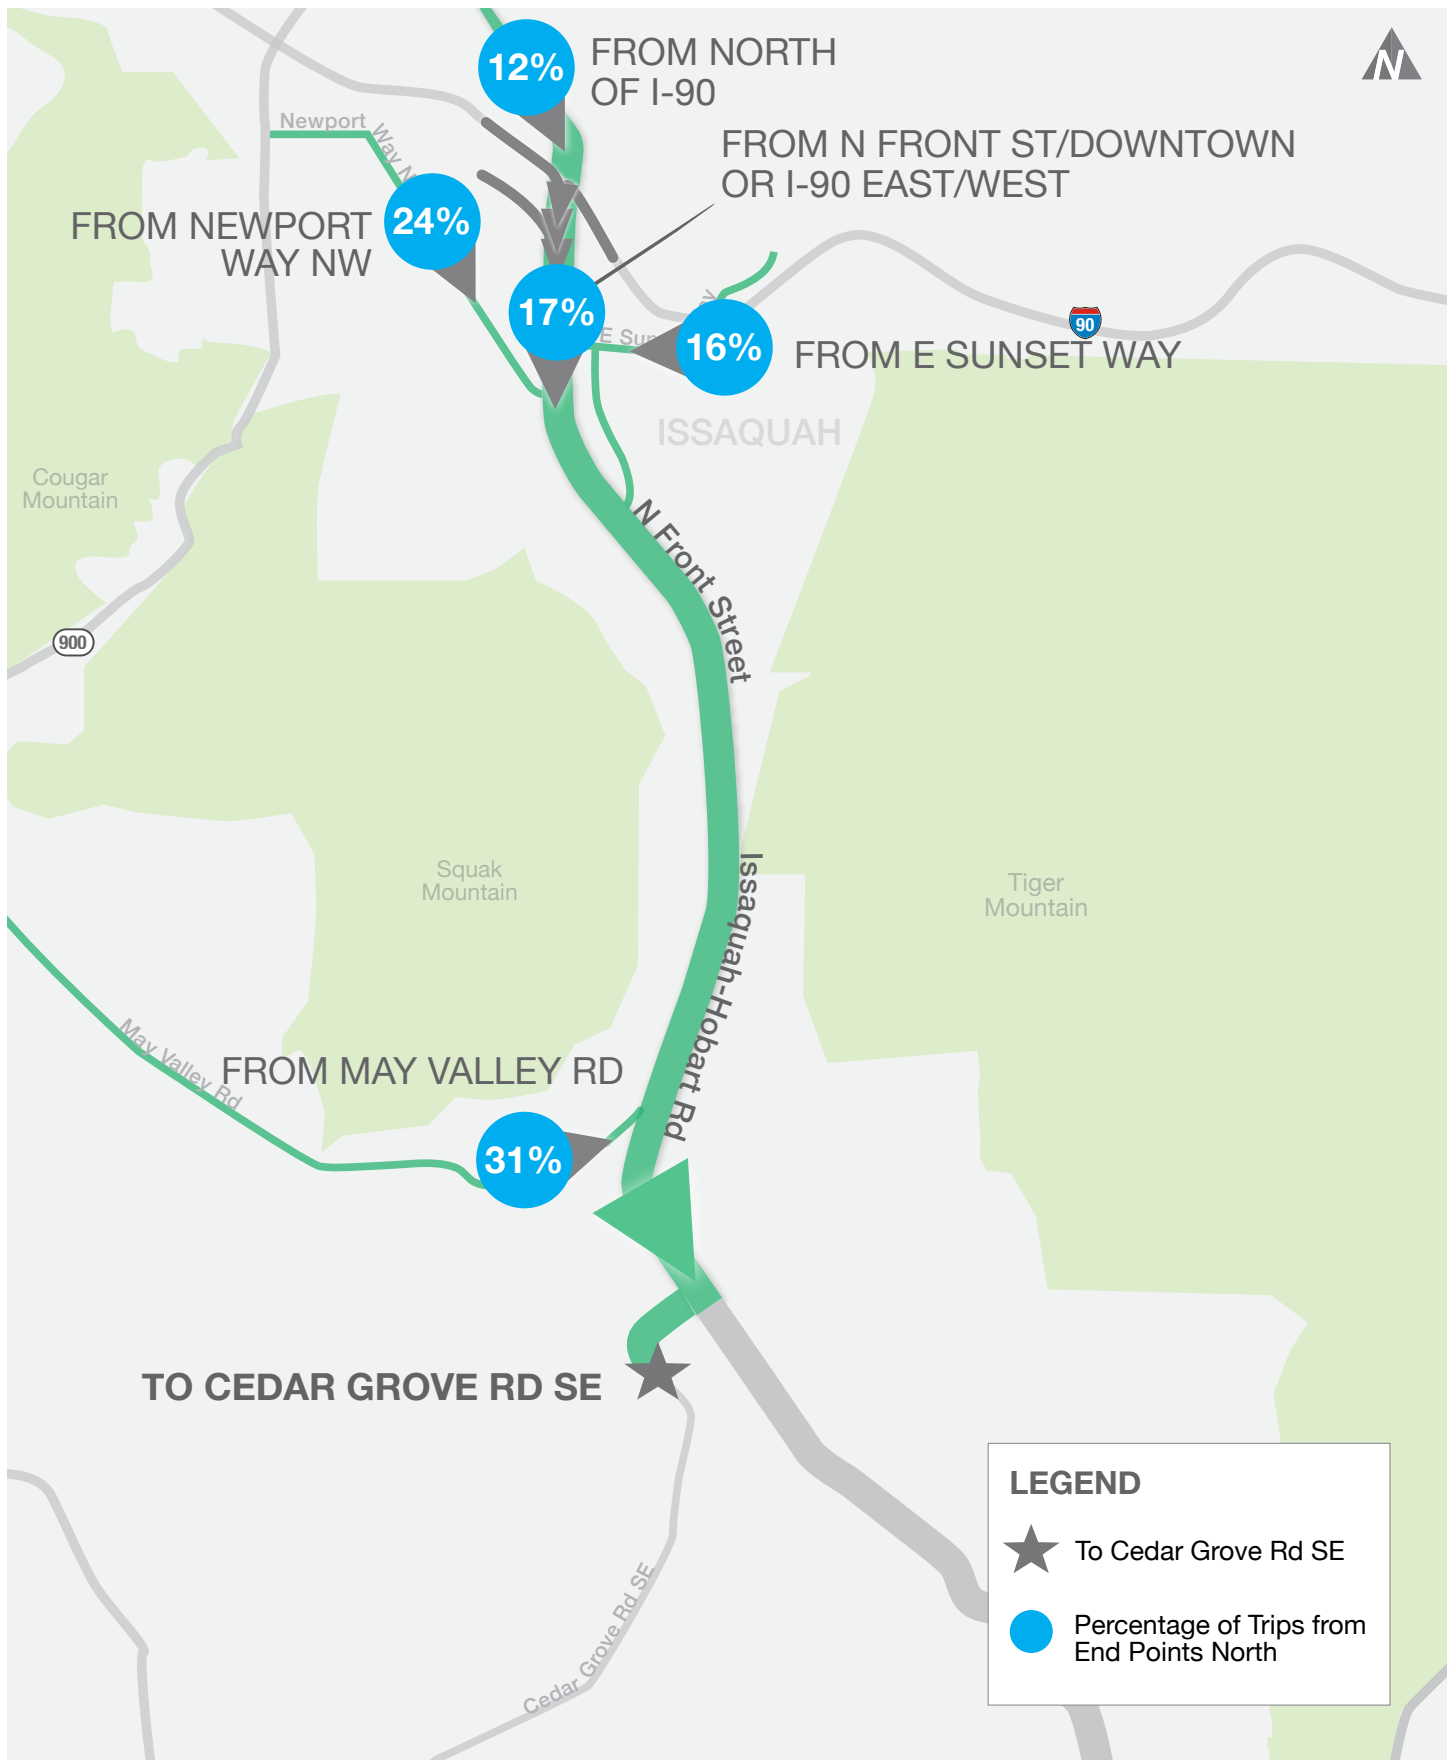 12%
FROM NORTH
OF I-90
N
Newport
Way N
FROM N FRONT ST/DOWNTOWN
OR I-90 EAST/WEST
24%
FROM NEWPORT
WAY NW
17%
90
E Sun
16%
FROM E SUNSET WAY
ISSAQUAH
Cougar
Mountain
N Front Street
900
Squak
Mountain
Tiger
Mountain
Issaquah-Hobart Rd
May Valley Rd
FROM MAY VALLEY RD
31%
TO CEDAR GROVE RD SE
Cedar Grove Rd SE
LEGEND
To Cedar Grove Rd SE
Percentage of Trips from
End Points North